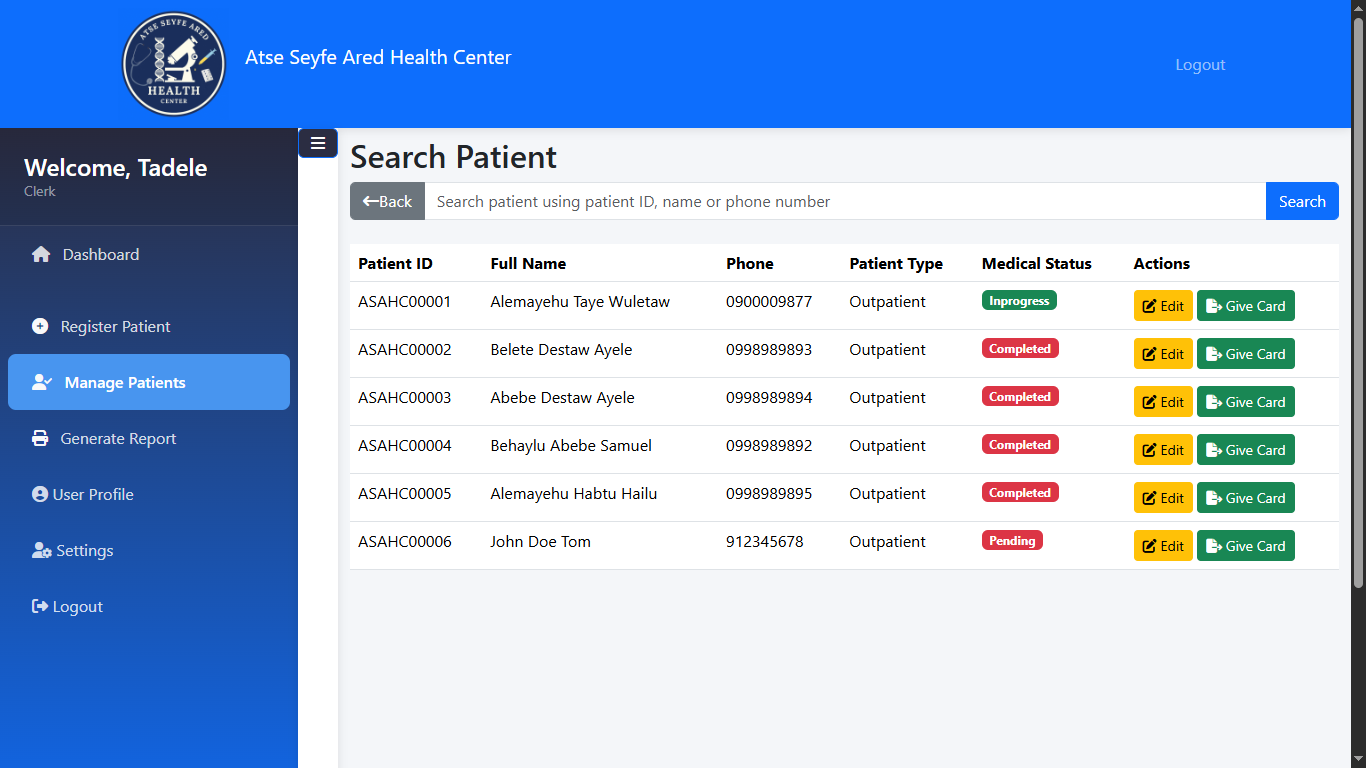 ATSE SEYFE ARED
HEALTH
CENTER
Atse Seyfe Ared Health Center
Logout
Welcome, Tadele
Clerk
Dashboard
Register Patient
Manage Patients
Generate Report
User Profile
Settings
Logout
Search Patient
Back Search patient using patient ID, name or phone number Search
Patient ID Full Name Phone Patient Type Medical Status Actions
ASAHC00001 Alemayehu Taye Wuletaw 0900009877 Outpatient Inprogress Edit Give Card
ASAHC00002 Belete Destaw Ayele 0998989893 Outpatient Completed Edit Give Card
ASAHC00003 Abebe Destaw Ayele 0998989894 Outpatient Completed Edit Give Card
ASAHC00004 Behaylu Abebe Samuel 0998989892 Outpatient Completed Edit Give Card
ASAHC00005 Alemayehu Habtu Hailu 0998989895 Outpatient Completed Edit Give Card
ASAHC00006 John Doe Tom 912345678 Outpatient Pending Edit Give Card